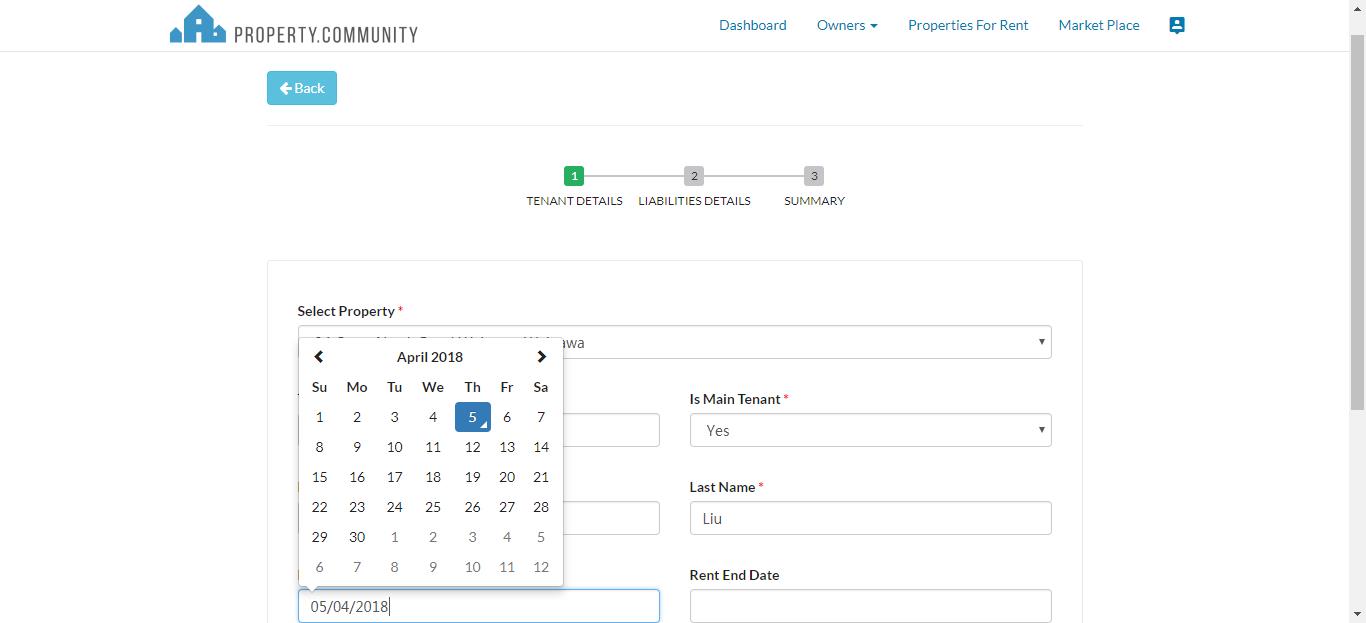 PROPERTY.COMMUNITY
Dashboard Owners Properties For Rent Market Place
Back
1 2 3
TENANT DETAILS LIABILITIES DETAILS SUMMARY
Select Property *
awa
April 2018
Su Mo Tu We Th Fr Sa
1 2 3 4 5 6 7
8 9 10 11 12 13 14
15 16 17 18 19 20 21
22 23 24 25 26 27 28
29 30 1 2 3 4 5
6 7 8 9 10 11 12
Is Main Tenant *
Yes
Last Name *
Liu
Rent End Date
05/04/2018